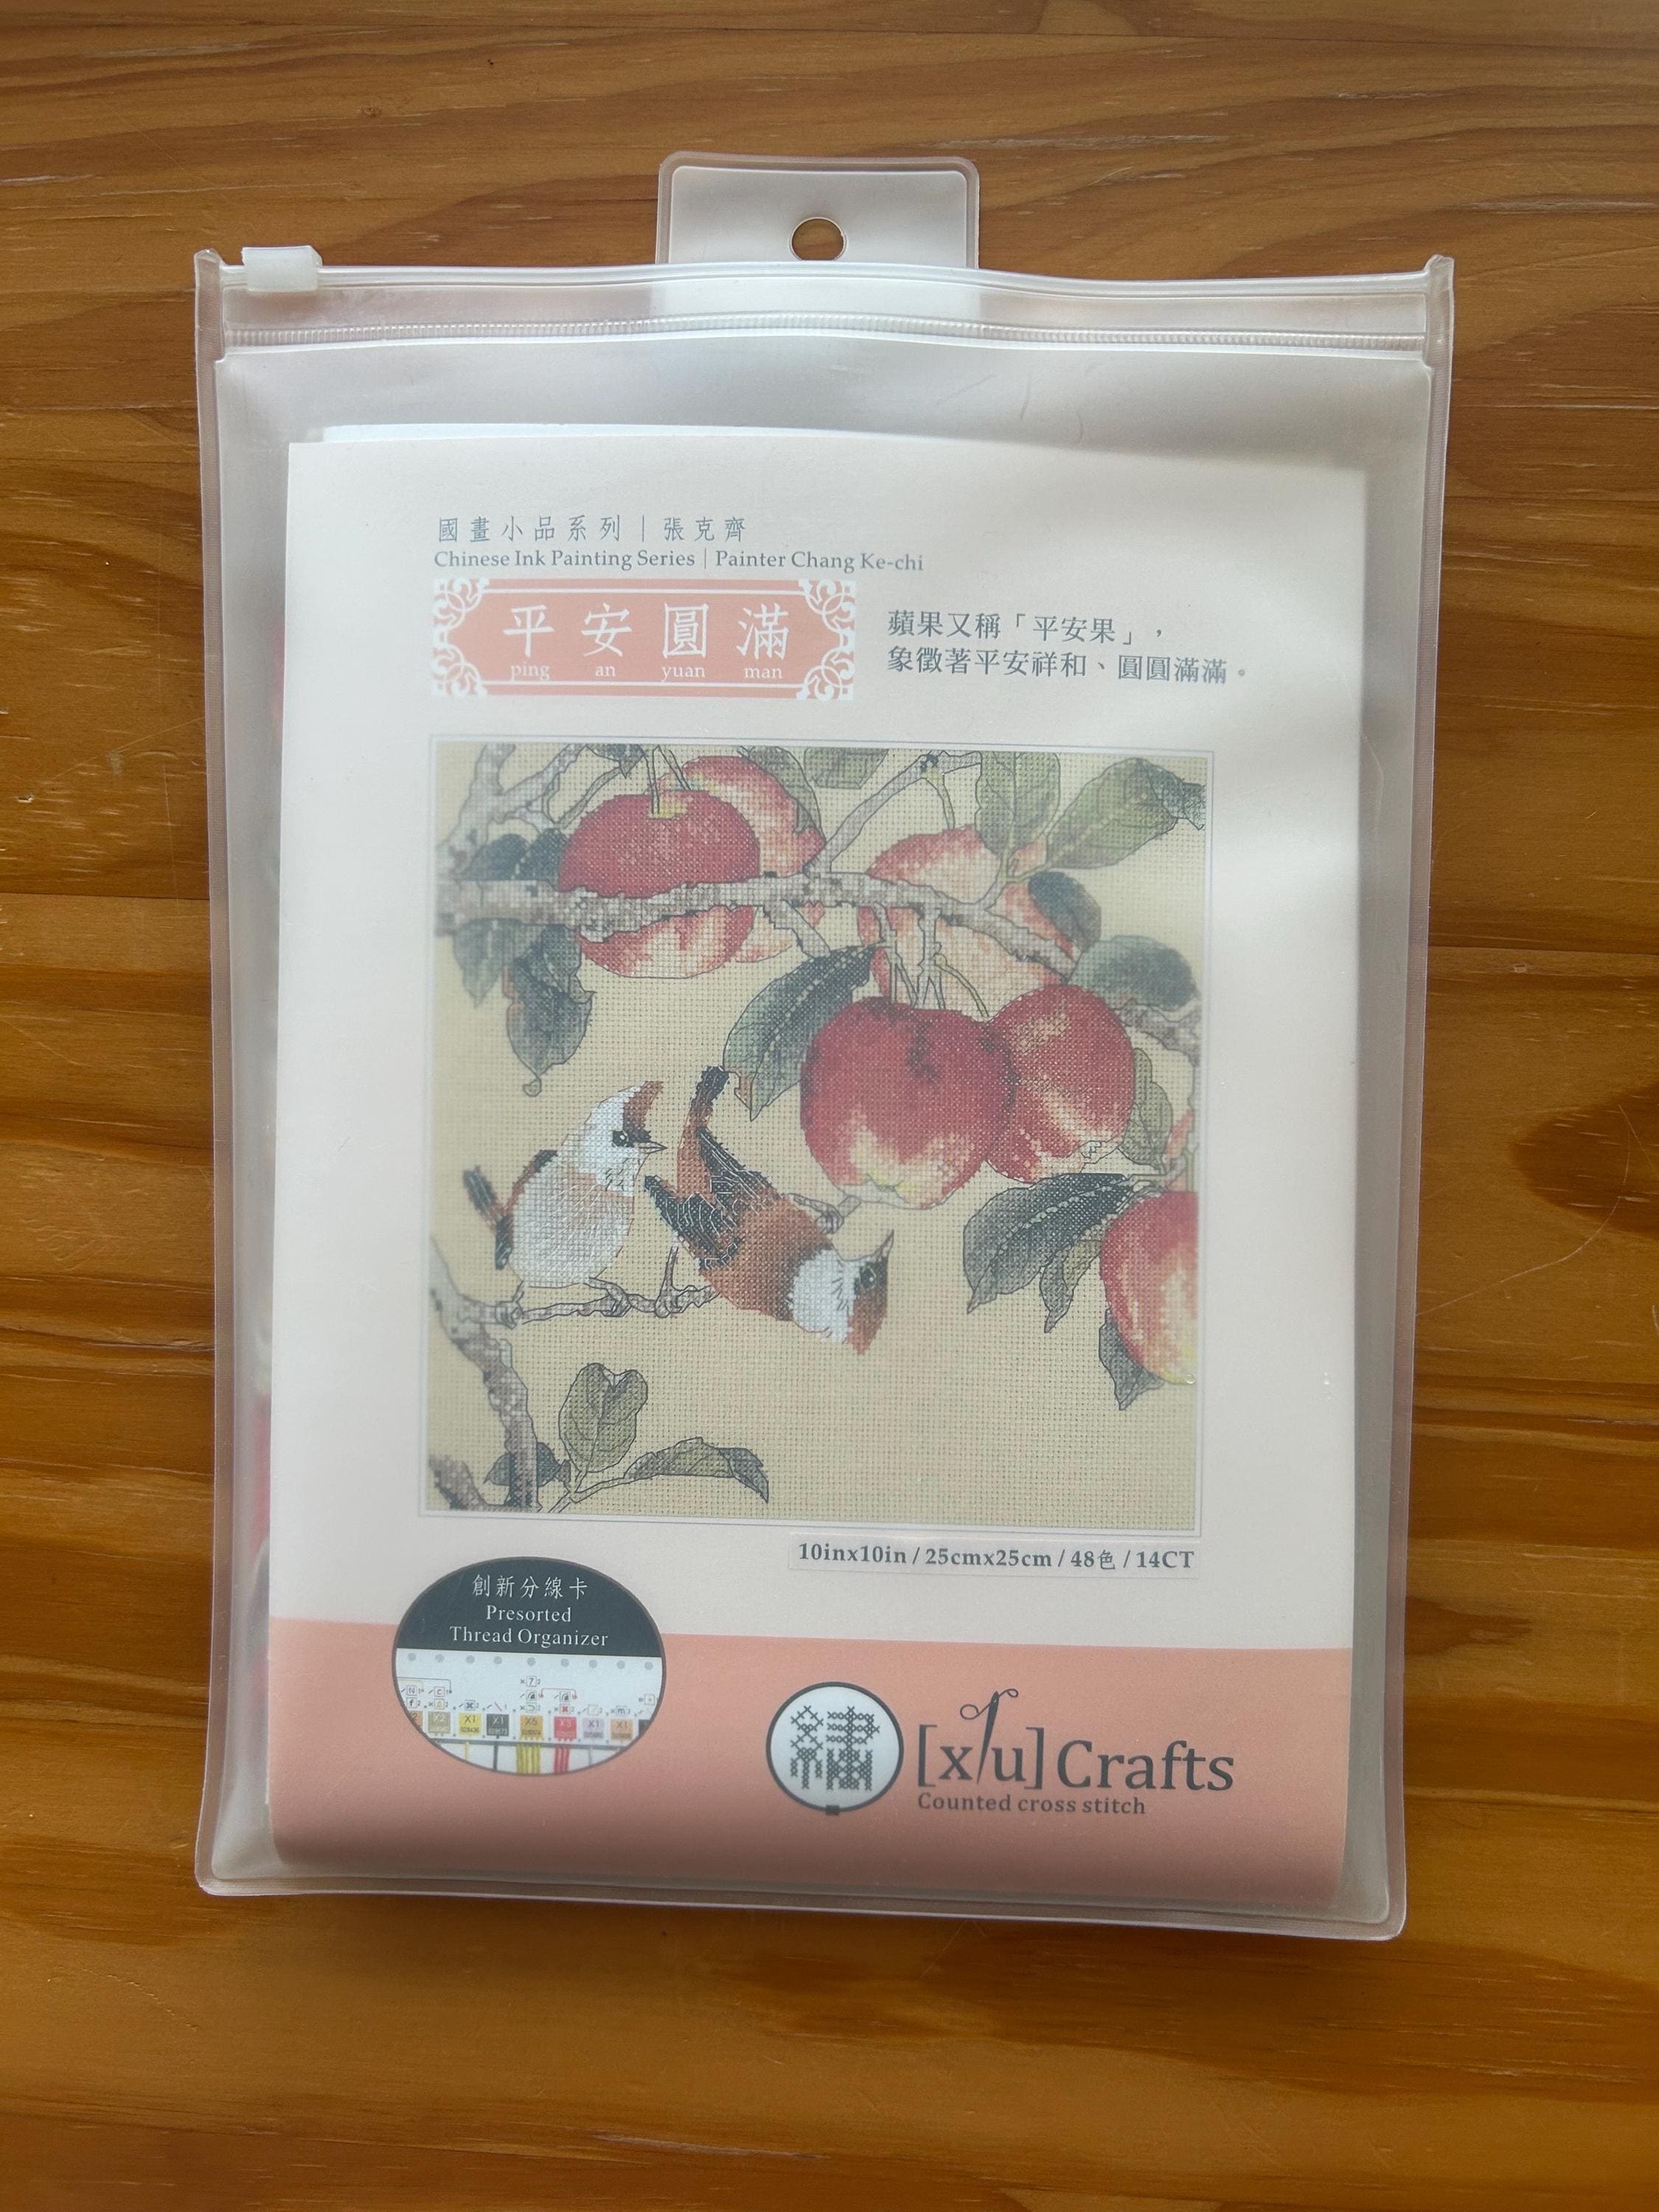 國畫小品系列｜張克齊
Chinese Ink Painting Series | Painter Chang Ke-chi
平安圓滿
ping an yuan man
蘋果又稱「平安果」，
象徵著平安祥和、圓圓滿滿。
10inx10in / 25cmx25cm / 48色 / 14CT
創新分線卡
Presorted
Thread Organizer
繡
[xiu] Crafts
Counted cross stitch